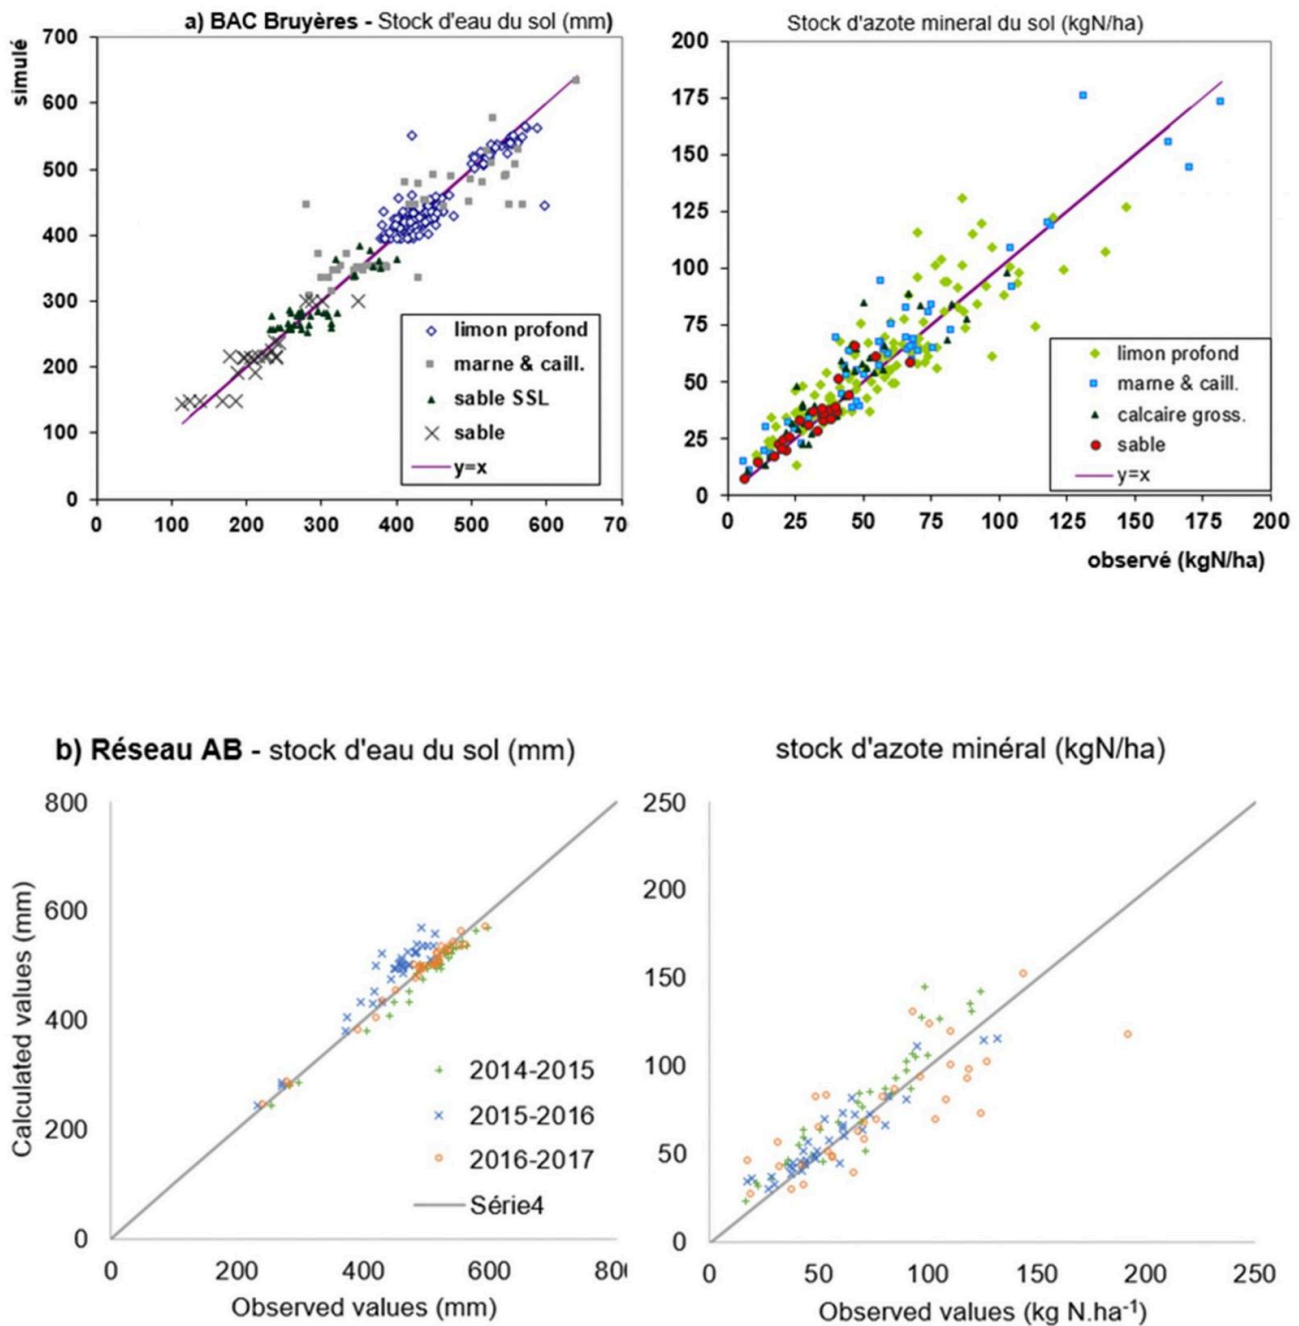 a) BAC Bruyères - Stock d'eau du sol (mm)
simulé
700
600
500
400
300
200
100
0
0 100 200 300 400 500 600 70
limon profond
marne & caill.
sable SSL
sable
y=x
Stock d'azote mineral du sol (kgN/ha)
200
175
150
125
100
75
50
25
0
0 25 50 75 100 125 150 175 200
limon profond
marne & caill.
calcaire gross.
sable
y=x
observé (kgN/ha)
b) Réseau AB - stock d'eau du sol (mm)
Calculated values (mm)
800
600
400
200
0
0 200 400 600 80
2014-2015
2015-2016
2016-2017
Série4
Observed values (mm)
stock d'azote minéral (kgN/ha)
250
200
150
100
50
0
0 50 100 150 200 250
Observed values (kg N.ha⁻¹)